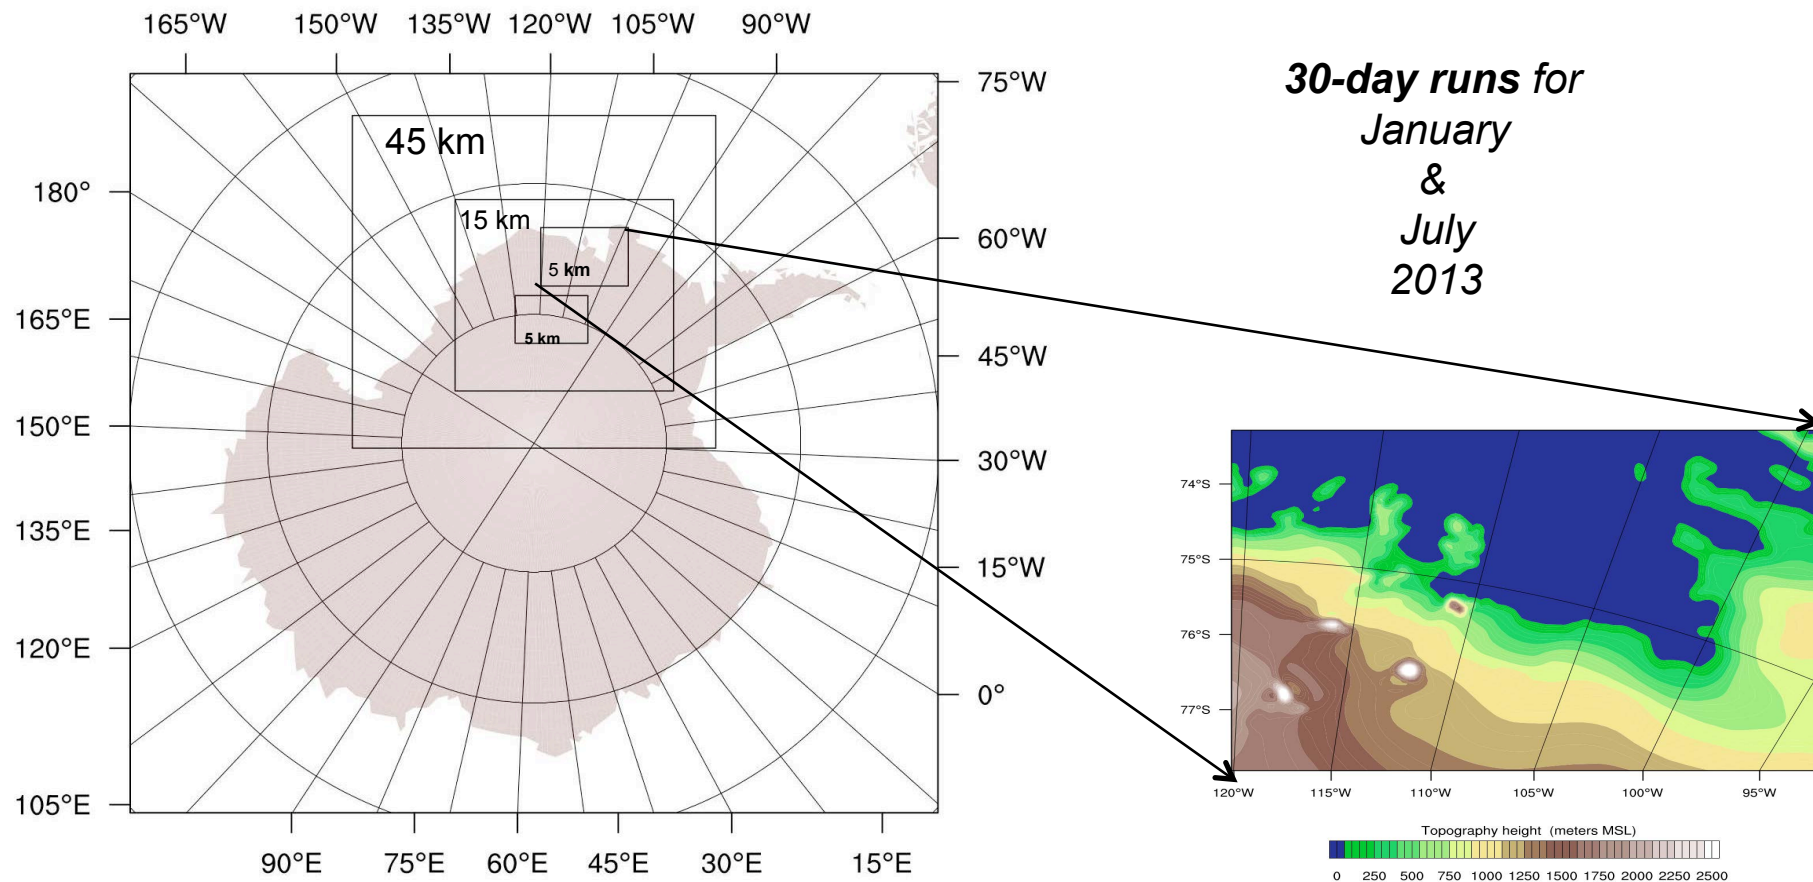 165°W 150°W 135°W 120°W 105°W 90°W
75°W
60°W
45°W
30°W
15°W
0°
180°
165°E
150°E
135°E
120°E
105°E
90°E 75°E 60°E 45°E 30°E 15°E
45 km
15 km
5 km
5 km
30-day runs for
January
&
July
2013
74°S
75°S
76°S
77°S
120°W 115°W 110°W 105°W 100°W 95°W
Topography height (meters MSL)
0 250 500 750 1000 1250 1500 1750 2000 2250 2500